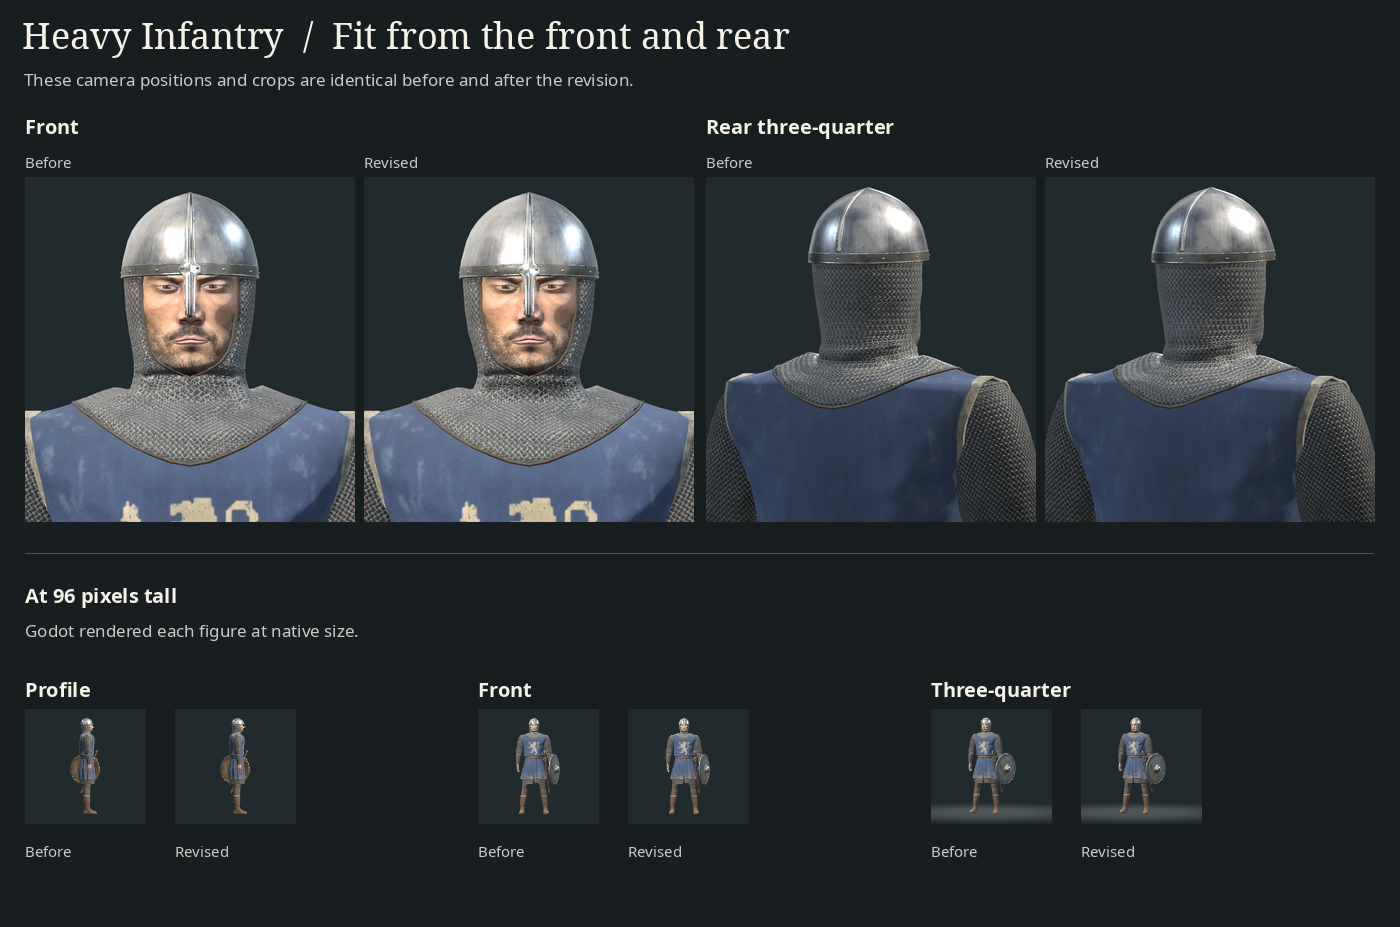 Heavy Infantry / Fit from the front and rear
These camera positions and crops are identical before and after the revision.
Front
Rear three-quarter
Before
Revised
Before
Revised
At 96 pixels tall
Godot rendered each figure at native size.
Profile
Front
Three-quarter
Before
Revised
Before
Revised
Before
Revised